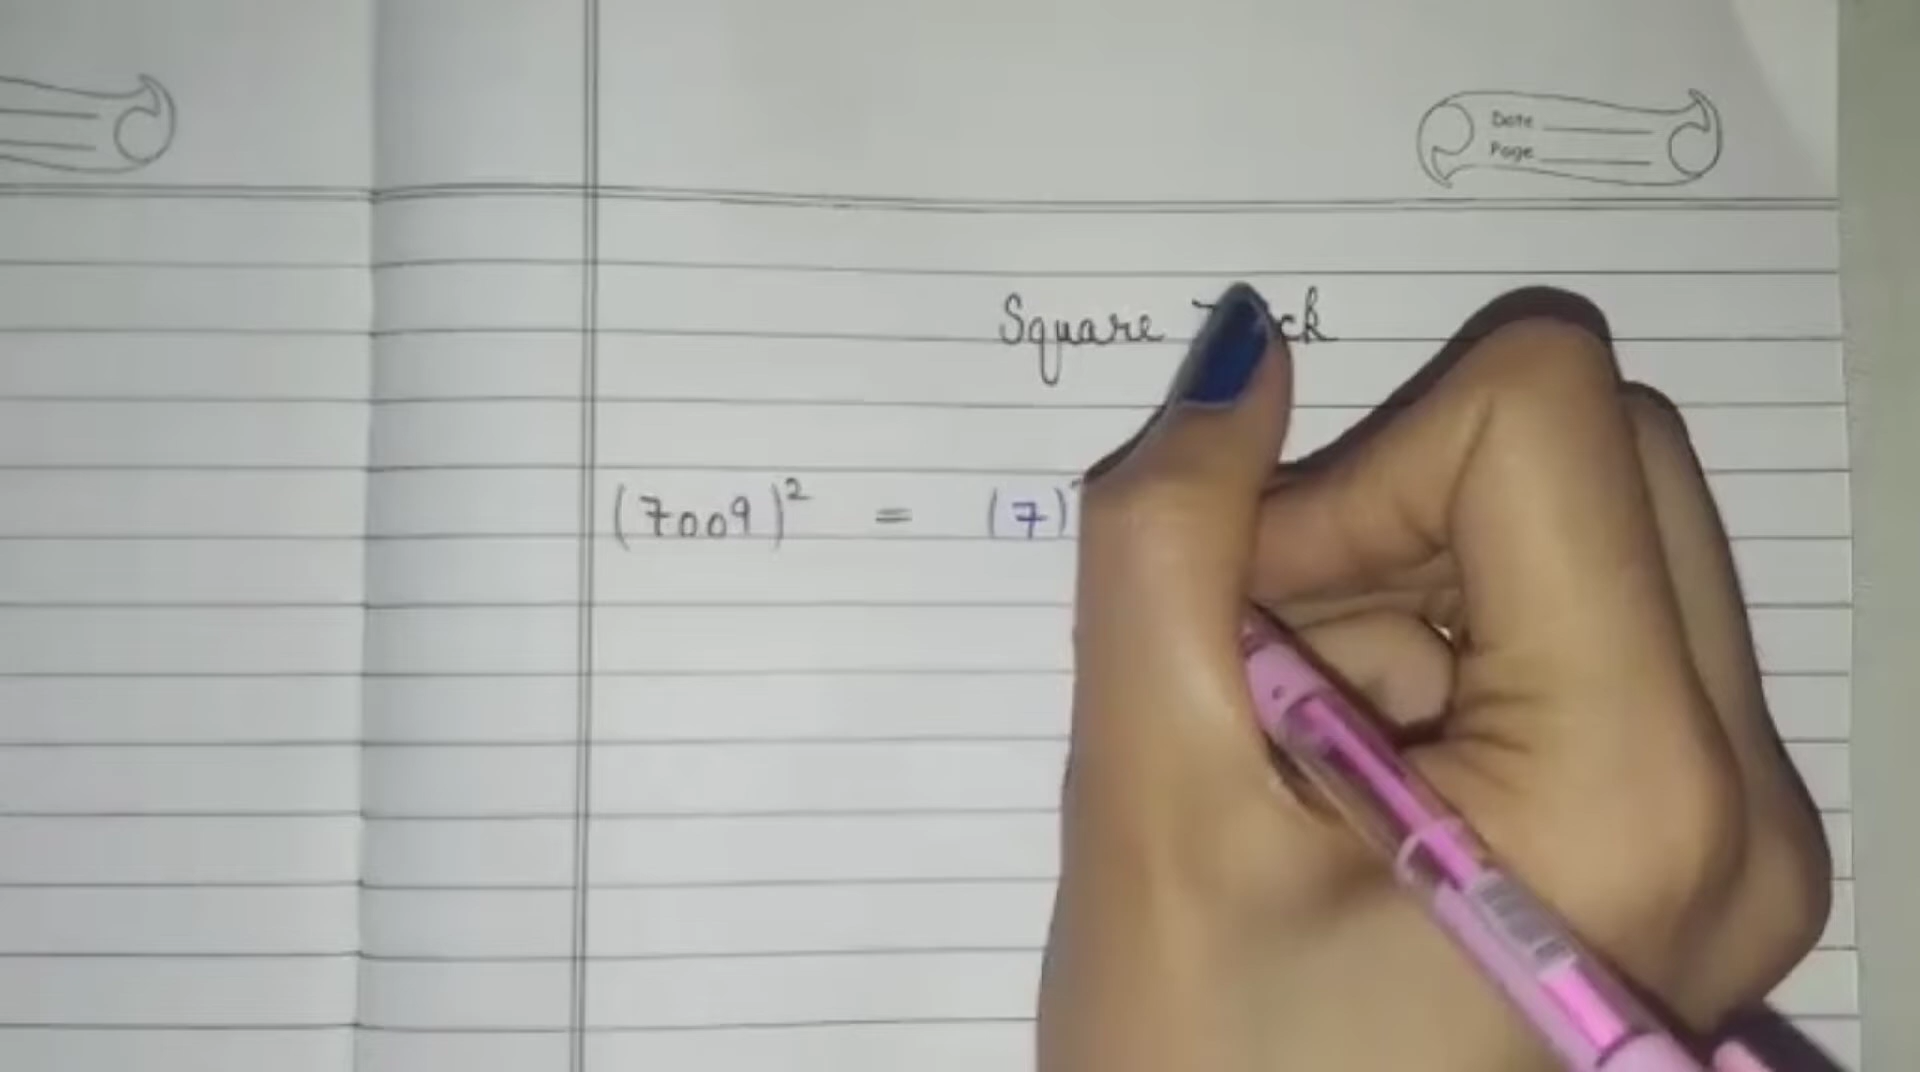 Date
Page
Square
(7009)² = (7)